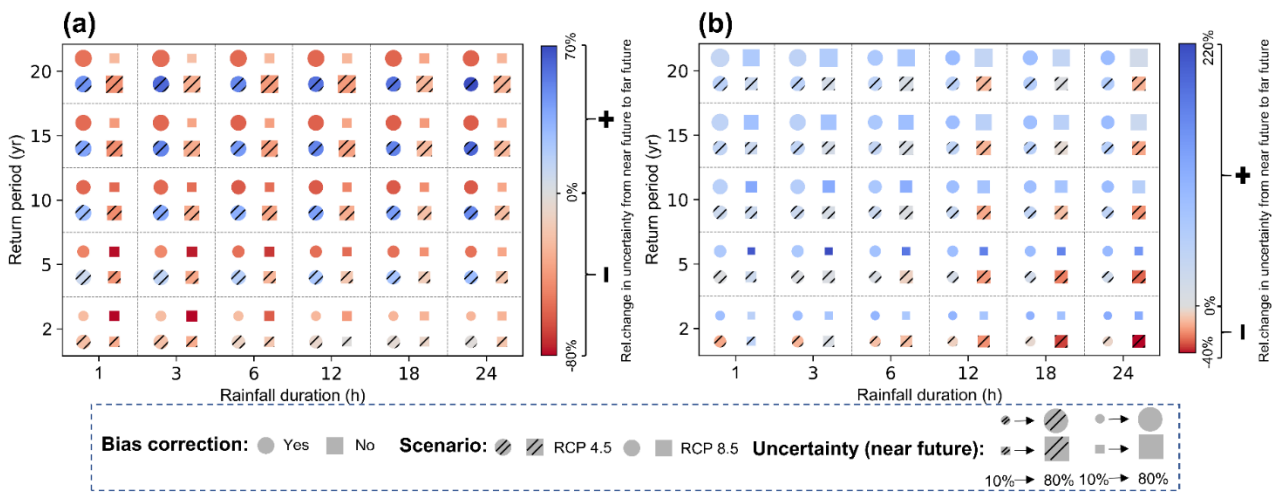 (a)
20
15
10
5
2
Return period (yr)
1 3 6 12 18 24
Rainfall duration (h)
70%
0%
-80%
+
−
Rel.change in uncertainty from near future to far future
(b)
20
15
10
5
2
Return period (yr)
1 3 6 12 18 24
Rainfall duration (h)
220%
0%
-40%
+
−
Rel.change in uncertainty from near future to far future
Bias correction: Yes No Scenario: RCP 4.5 RCP 8.5 Uncertainty (near future):
10% 80% 10% 80%